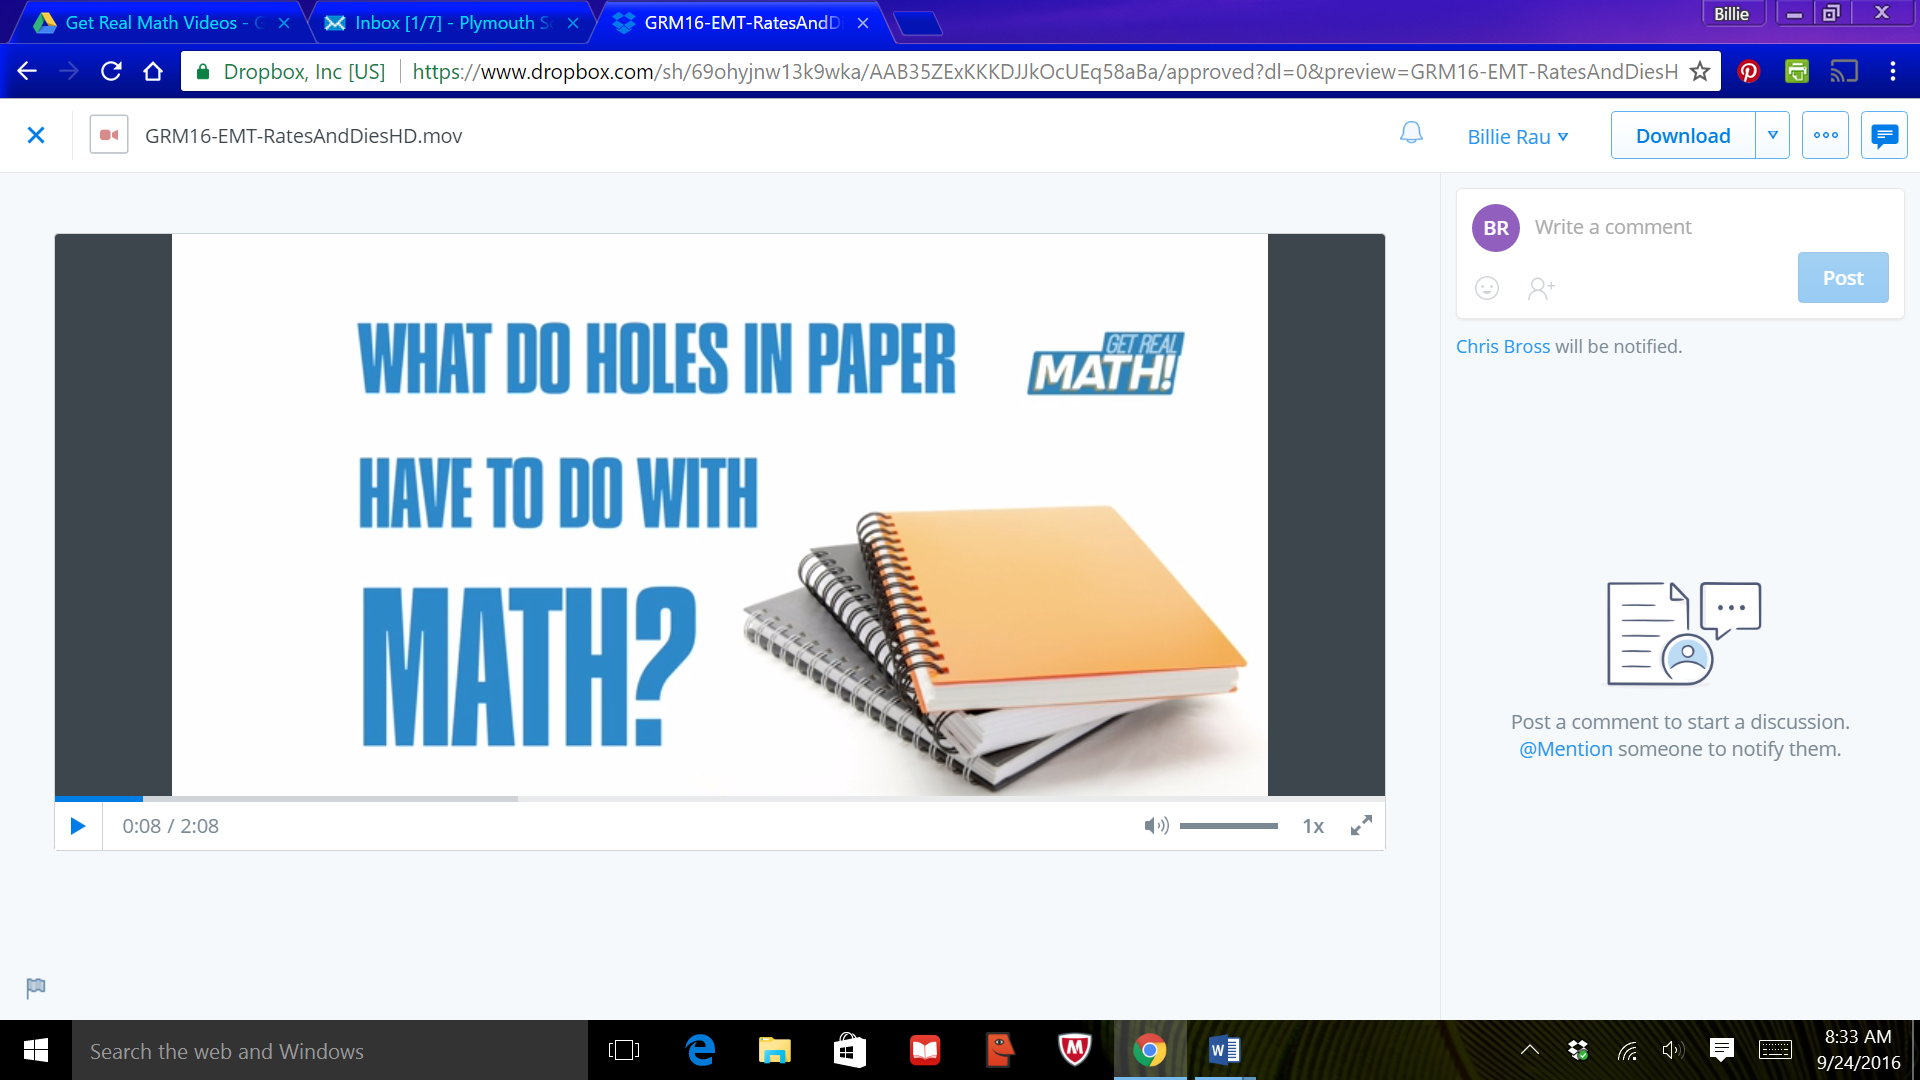 Get Real Math Videos -
Inbox [1/7] - Plymouth
GRM16-EMT-RatesAndD
Billie
Dropbox, Inc [US]
https://www.dropbox.com/sh/69ohyjnw13k9wka/AAB35ZExKKKDJJkOcUEq58aBa/approved?dl=0&preview=GRM16-EMT-RatesAndDiesH
GRM16-EMT-RatesAndDiesHD.mov
Billie Rau
Download
BR
Write a comment
Post
Chris Bross will be notified.
WHAT DO HOLES IN PAPER
GET REAL
MATH!
HAVE TO DO WITH
MATH?
Post a comment to start a discussion.
@Mention someone to notify them.
0:08 / 2:08
1x
Search the web and Windows
8:33 AM
9/24/2016